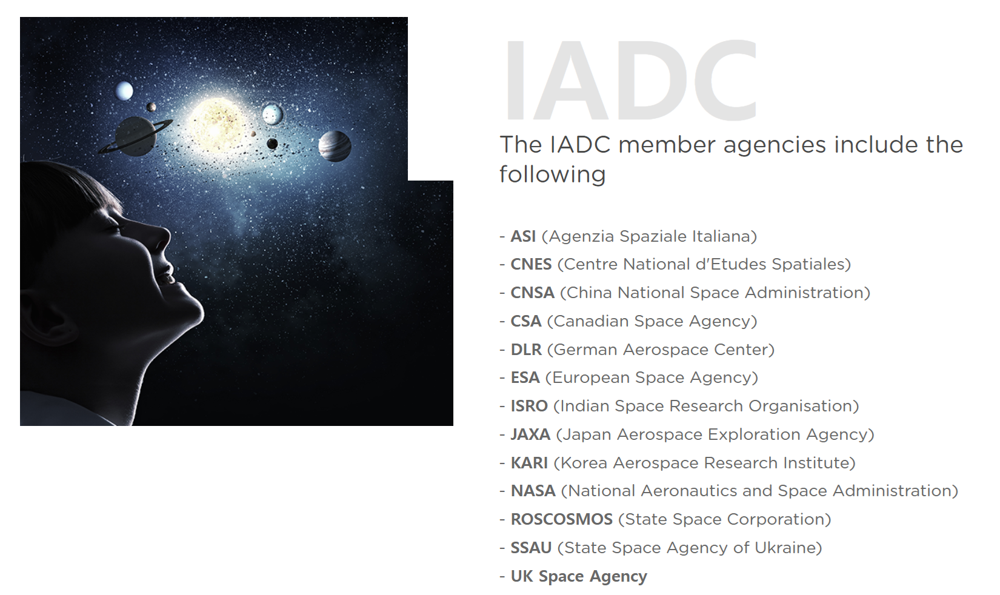 IADC
The IADC member agencies include the
following
- ASI (Agenzia Spaziale Italiana)
- CNES (Centre National d'Etudes Spatiales)
- CNSA (China National Space Administration)
- CSA (Canadian Space Agency)
- DLR (German Aerospace Center)
- ESA (European Space Agency)
- ISRO (Indian Space Research Organisation)
- JAXA (Japan Aerospace Exploration Agency)
- KARI (Korea Aerospace Research Institute)
- NASA (National Aeronautics and Space Administration)
- ROSCOSMOS (State Space Corporation)
- SSAU (State Space Agency of Ukraine)
- UK Space Agency